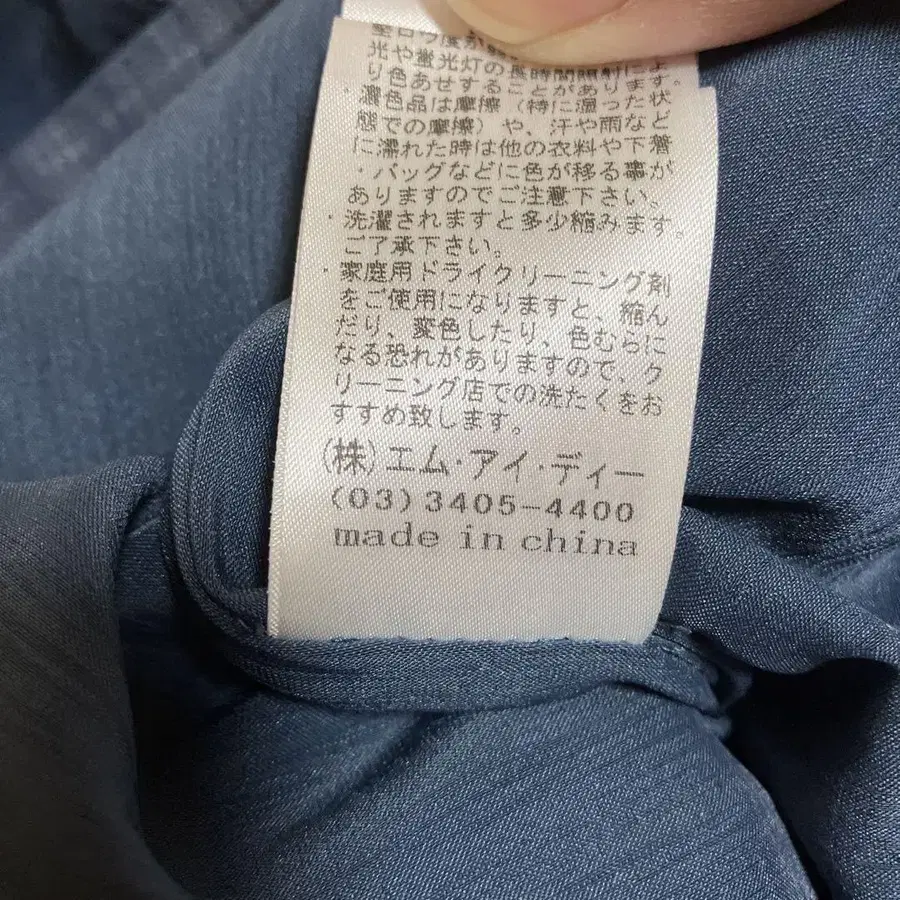 光や蛍光灯の長時間照射によ
り色あせすることがあります。
・濃色品は摩擦（特に湿った状
態での摩擦）や、汗や雨など
に濡れた時は他の衣料や下着
・バッグなどに色が移る事が
ありますのでご注意下さい。
・洗濯されますと多少縮みます。
ご了承下さい。
・家庭用ドライクリーニング剤
をご使用になりますと、縮ん
だり、変色したり、色むらに
なる恐れがありますので、ク
リーニング店での洗たくをお
すすめ致します。
(株)エム・アイ・ディー
(03)3405-4400
made in china